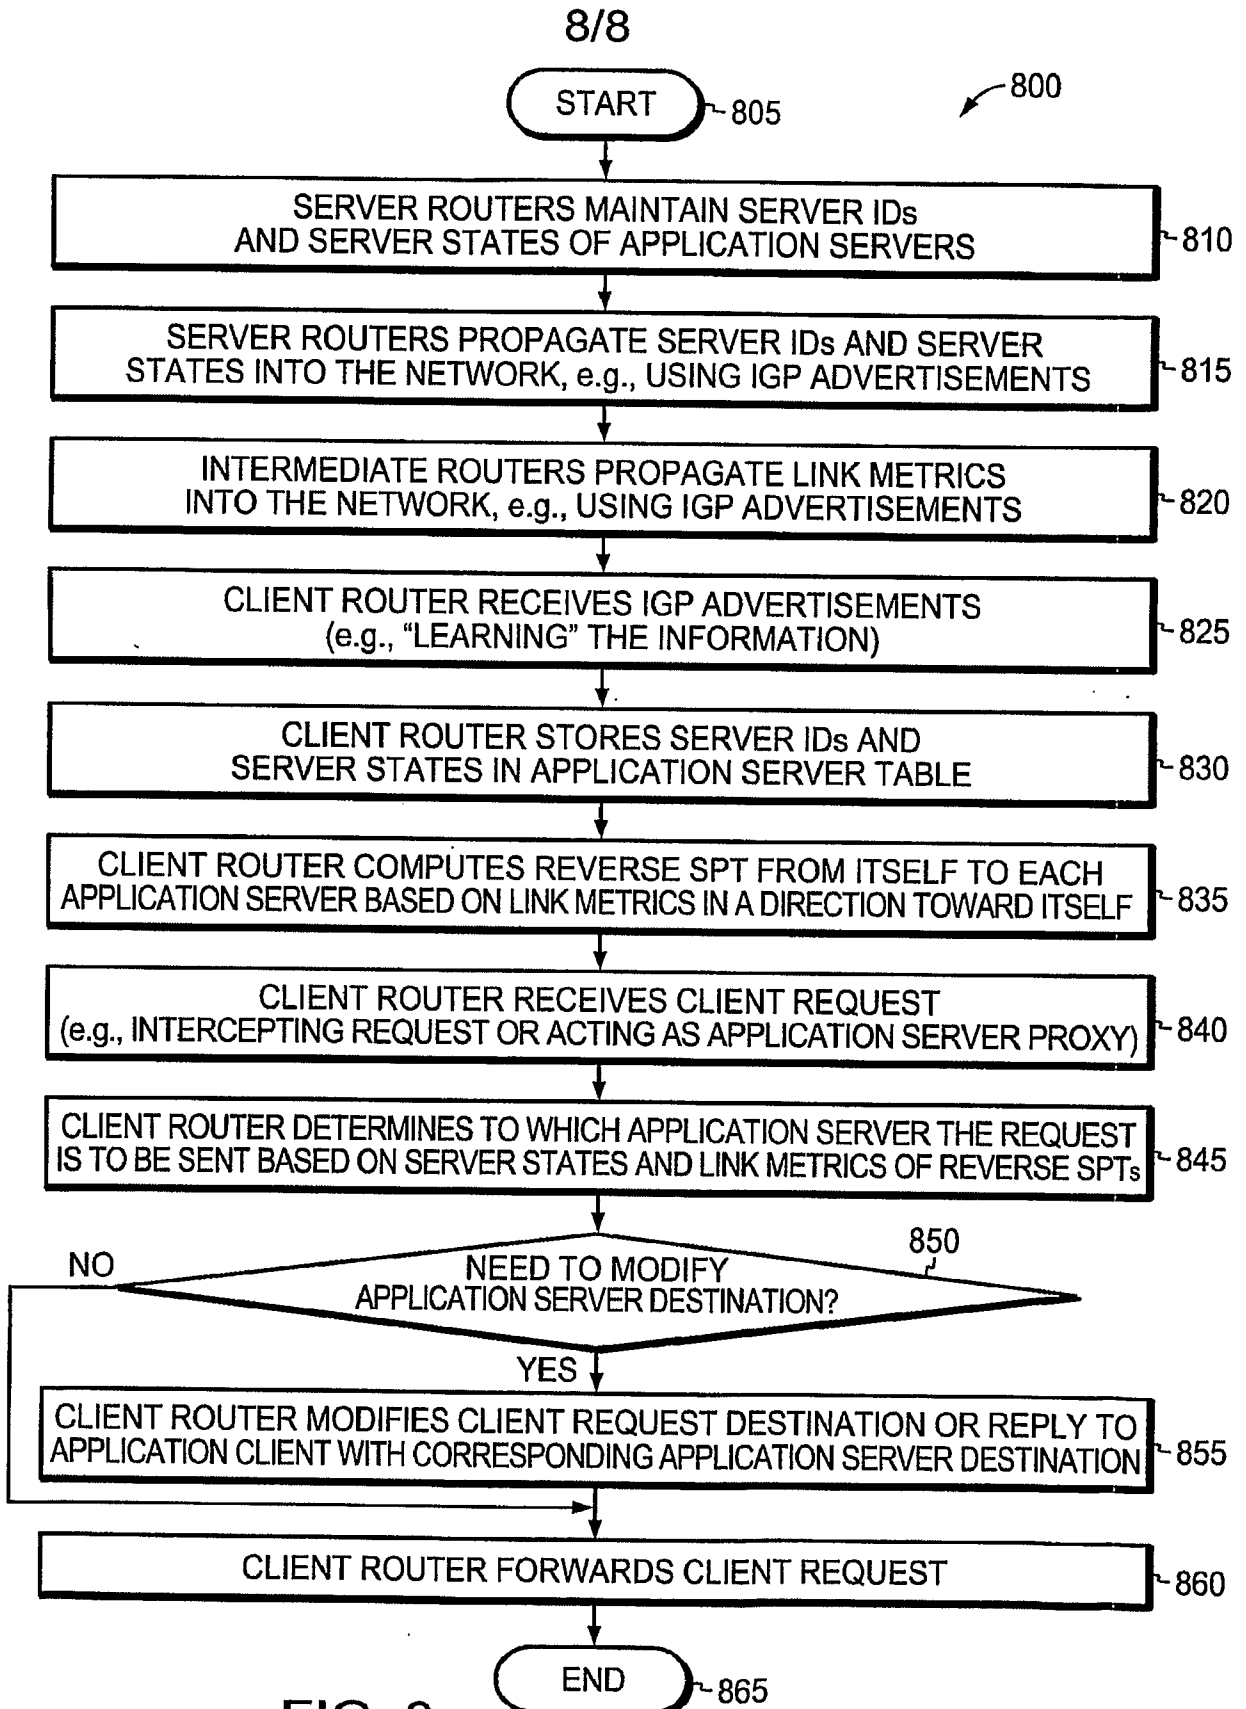 8/8
START
805
800
SERVER ROUTERS MAINTAIN SERVER IDs
AND SERVER STATES OF APPLICATION SERVERS
810
SERVER ROUTERS PROPAGATE SERVER IDs AND SERVER
STATES INTO THE NETWORK, e.g., USING IGP ADVERTISEMENTS
815
INTERMEDIATE ROUTERS PROPAGATE LINK METRICS
INTO THE NETWORK, e.g., USING IGP ADVERTISEMENTS
820
CLIENT ROUTER RECEIVES IGP ADVERTISEMENTS
(e.g., “LEARNING” THE INFORMATION)
825
CLIENT ROUTER STORES SERVER IDs AND
SERVER STATES IN APPLICATION SERVER TABLE
830
CLIENT ROUTER COMPUTES REVERSE SPT FROM ITSELF TO EACH
APPLICATION SERVER BASED ON LINK METRICS IN A DIRECTION TOWARD ITSELF
835
CLIENT ROUTER RECEIVES CLIENT REQUEST
(e.g., INTERCEPTING REQUEST OR ACTING AS APPLICATION SERVER PROXY)
840
CLIENT ROUTER DETERMINES TO WHICH APPLICATION SERVER THE REQUEST
IS TO BE SENT BASED ON SERVER STATES AND LINK METRICS OF REVERSE SPTs
845
850
NO
NEED TO MODIFY
APPLICATION SERVER DESTINATION?
YES
CLIENT ROUTER MODIFIES CLIENT REQUEST DESTINATION OR REPLY TO
APPLICATION CLIENT WITH CORRESPONDING APPLICATION SERVER DESTINATION
855
CLIENT ROUTER FORWARDS CLIENT REQUEST
860
END
865
FIG.